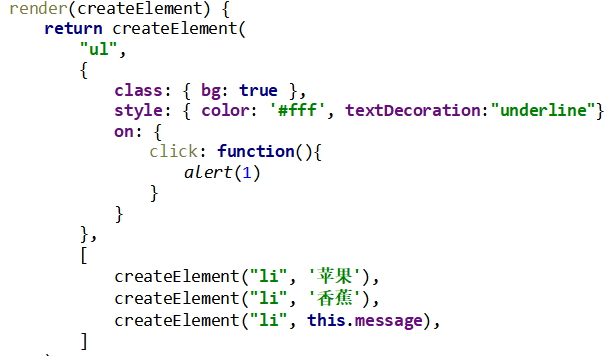 render(createElement) {
    return createElement(
        "ul",
        {
            class: { bg: true },
            style: { color: '#fff', textDecoration:"underline"}
            on: {
                click: function(){
                    alert(1)
                }
            }
        },
        [
            createElement("li", '苹果'),
            createElement("li", '香蕉'),
            createElement("li", this.message),
        ]